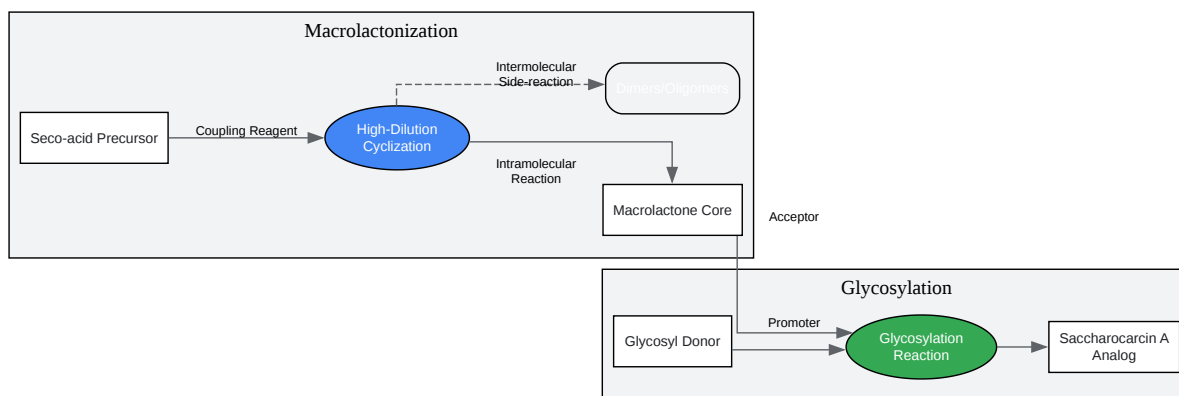 Macrolactonization
Intermolecular
Side-reaction
Dimers/Oligomers
Seco-acid Precursor
Coupling Reagent
High-Dilution
Cyclization
Intramolecular
Reaction
Macrolactone Core
Acceptor
Glycosylation
Glycosyl Donor
Promoter
Glycosylation
Reaction
Saccharocarcin A
Analog